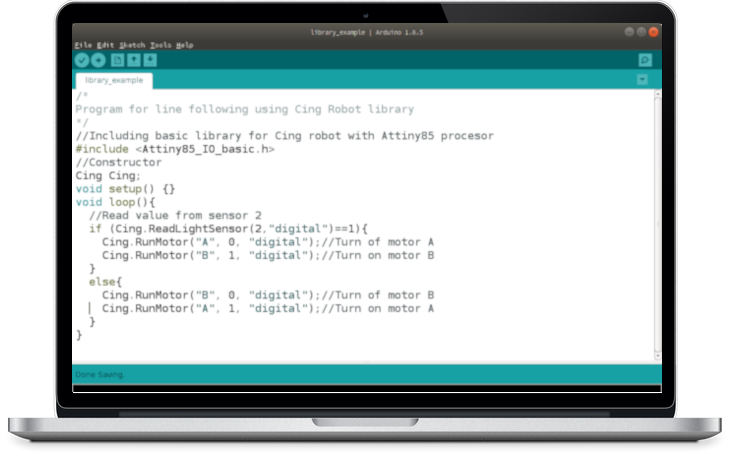 library_example | Arduino 1.8.5
File Edit Sketch Tools Help
library_example
/*
Program for line following using Cing Robot library
*/
//Including basic library for Cing robot with Attiny85 procesor
#include <Attiny85_IO_basic.h>
//Constructor
Cing Cing;
void setup() {}
void loop(){
  //Read value from sensor 2
  if (Cing.ReadLightSensor(2,"digital")==1){
    Cing.RunMotor("A", 0, "digital");//Turn of motor A
    Cing.RunMotor("B", 1, "digital");//Turn on motor B
  }
  else{
    Cing.RunMotor("B", 0, "digital");//Turn of motor B
    Cing.RunMotor("A", 1, "digital");//Turn on motor A
  }
}
Done Saving.